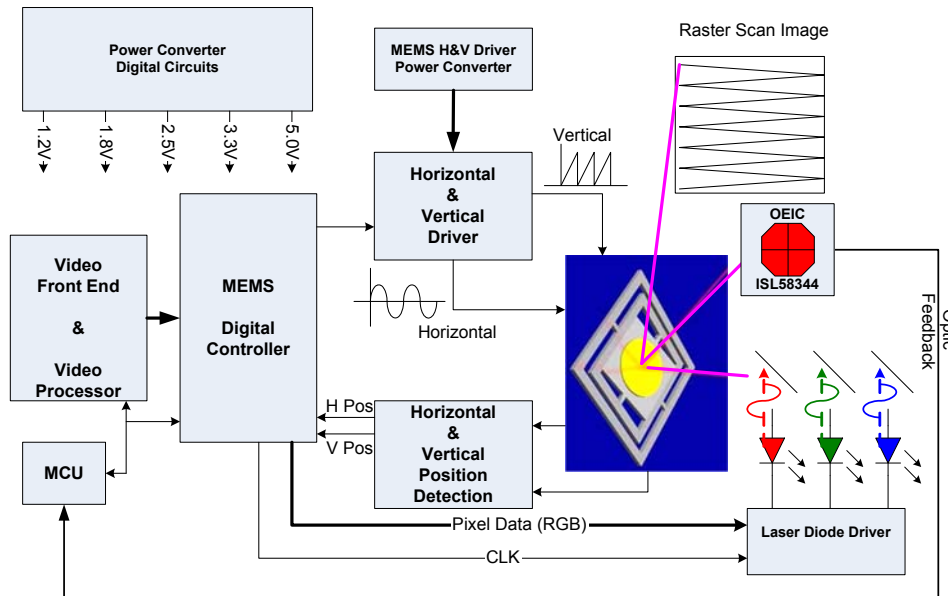 Power Converter
Digital Circuits
1.2V
1.8V
2.5V
3.3V
5.0V
MEMS H&V Driver
Power Converter
Raster Scan Image
Vertical
Horizontal
&
Vertical
Driver
OEIC
ISL58344
Video
Front End
&
Video
Processor
MEMS
Digital
Controller
Horizontal
Optic
Feedback
H Pos
V Pos
Horizontal
&
Vertical
Position
Detection
MCU
Pixel Data (RGB)
CLK
Laser Diode Driver